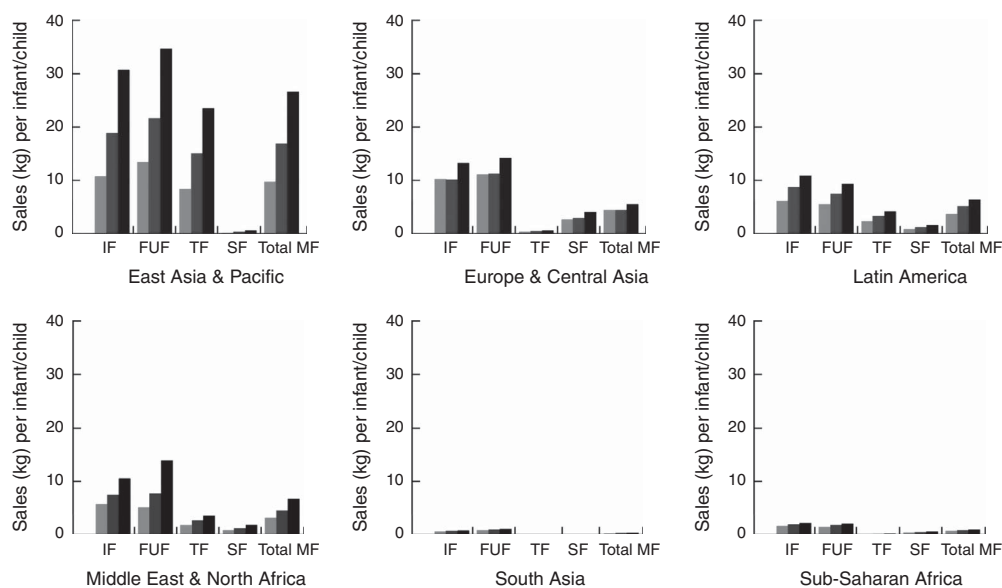 Sales (kg) per infant/child
40
30
20
10
0
IF FUF TF SF Total MF
East Asia & Pacific
Sales (kg) per infant/child
40
30
20
10
0
IF FUF TF SF Total MF
Europe & Central Asia
Sales (kg) per infant/child
40
30
20
10
0
IF FUF TF SF Total MF
Latin America
Sales (kg) per infant/child
40
30
20
10
0
IF FUF TF SF Total MF
Middle East & North Africa
Sales (kg) per infant/child
40
30
20
10
0
IF FUF TF SF Total MF
South Asia
Sales (kg) per infant/child
40
30
20
10
0
IF FUF TF SF Total MF
Sub-Saharan Africa